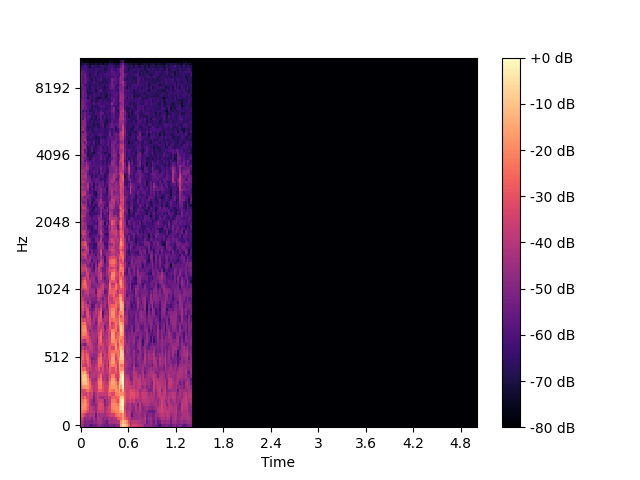 8192
4096
2048
1024
512
0
Hz
0 0.6 1.2 1.8 2.4 3 3.6 4.2 4.8
Time
+0 dB
-10 dB
-20 dB
-30 dB
-40 dB
-50 dB
-60 dB
-70 dB
-80 dB